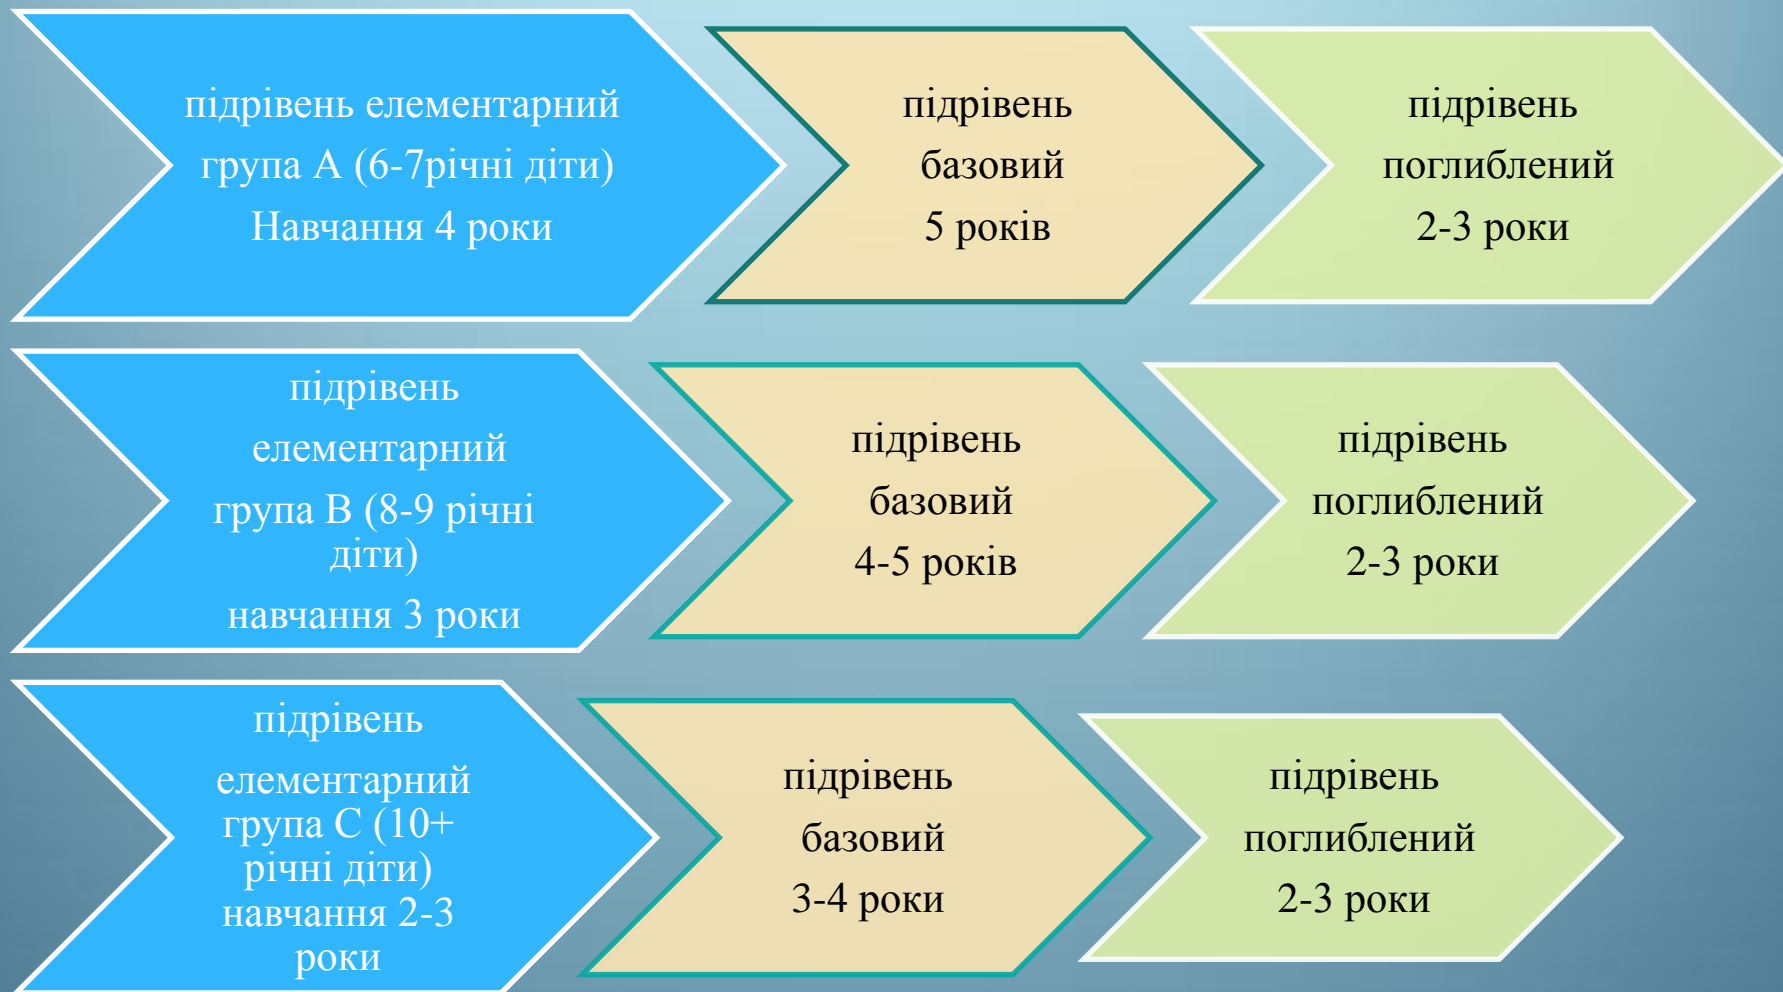 підрівень елементарний
група А (6-7річні діти)
Навчання 4 роки
підрівень
базовий
5 років
підрівень
поглиблений
2-3 роки
підрівень
елементарний
група В (8-9 річні
діти)
навчання 3 роки
підрівень
базовий
4-5 років
підрівень
поглиблений
2-3 роки
підрівень
елементарний
група С (10+
річні діти)
навчання 2-3
роки
підрівень
базовий
3-4 роки
підрівень
поглиблений
2-3 роки